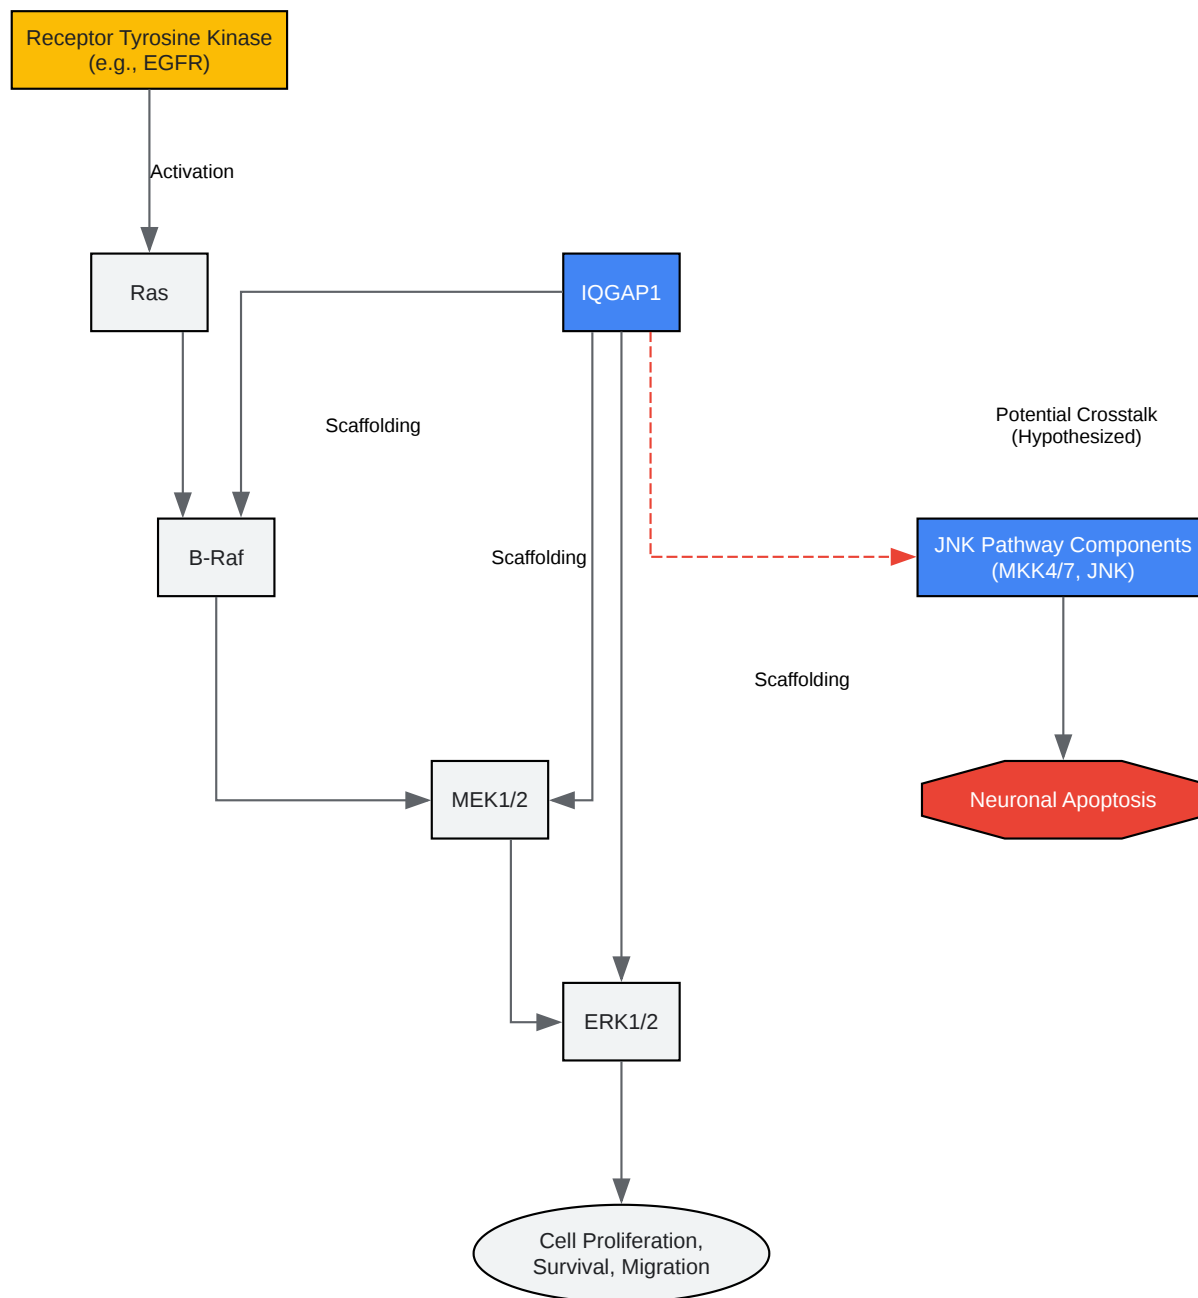 Receptor Tyrosine Kinase
(e.g., EGFR)
Activation
Ras
IQGAP1
Scaffolding
Potential Crosstalk
(Hypothesized)
B-Raf
Scaffolding
JNK Pathway Components
(MKK4/7, JNK)
Scaffolding
MEK1/2
Neuronal Apoptosis
ERK1/2
Cell Proliferation,
Survival, Migration